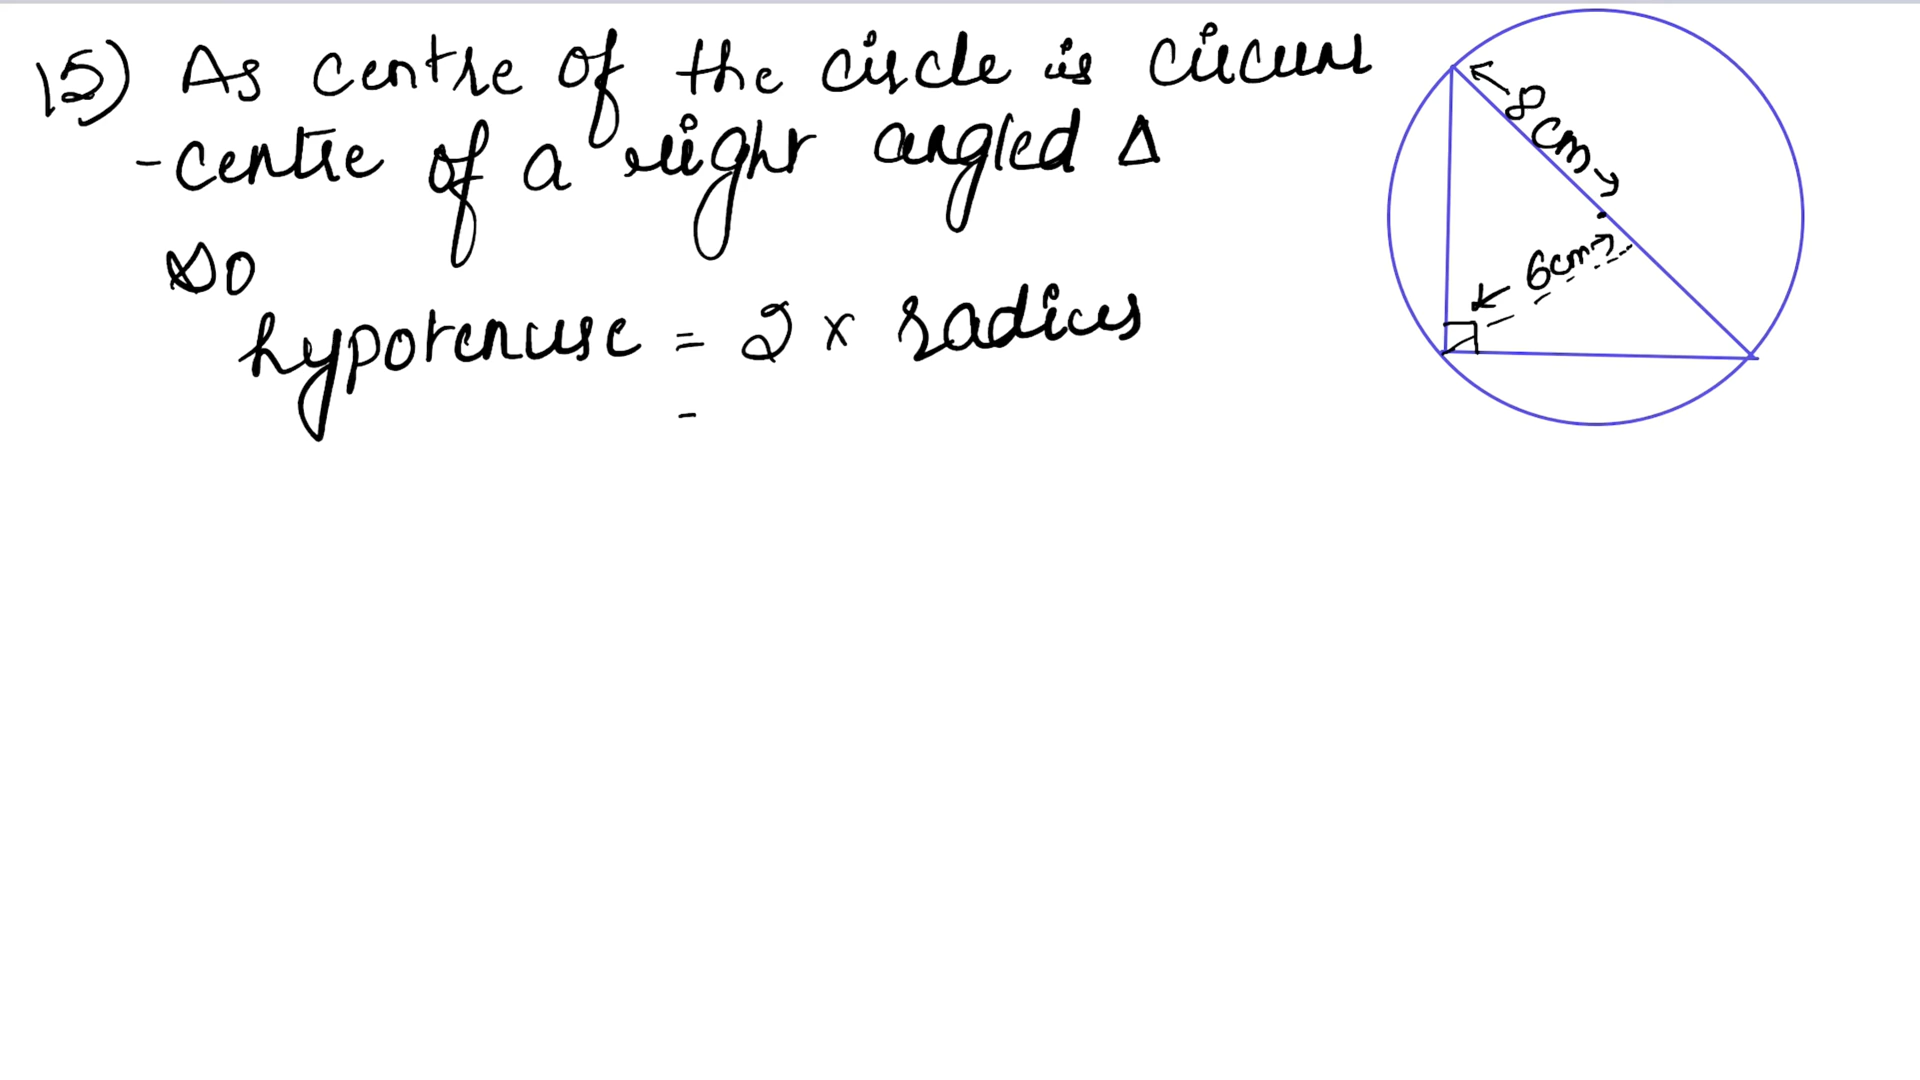 15) As centre of the circle is circum
-centre of a right angled Δ
so
hypotenuse = 2 × radius
=
8cm
6cm